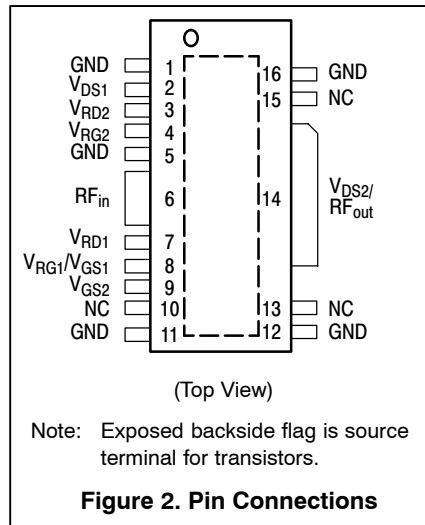 GND 1 16 GND
V_DS1 2 15 NC
V_RD2 3
V_RG2 4
GND 5
RF_in 6 14 V_DS2/
RF_out
V_RD1 7
V_RG1/V_GS1 8
V_GS2 9
NC 10 13 NC
GND 11 12 GND
(Top View)
Note: Exposed backside flag is source
terminal for transistors.
Figure 2. Pin Connections